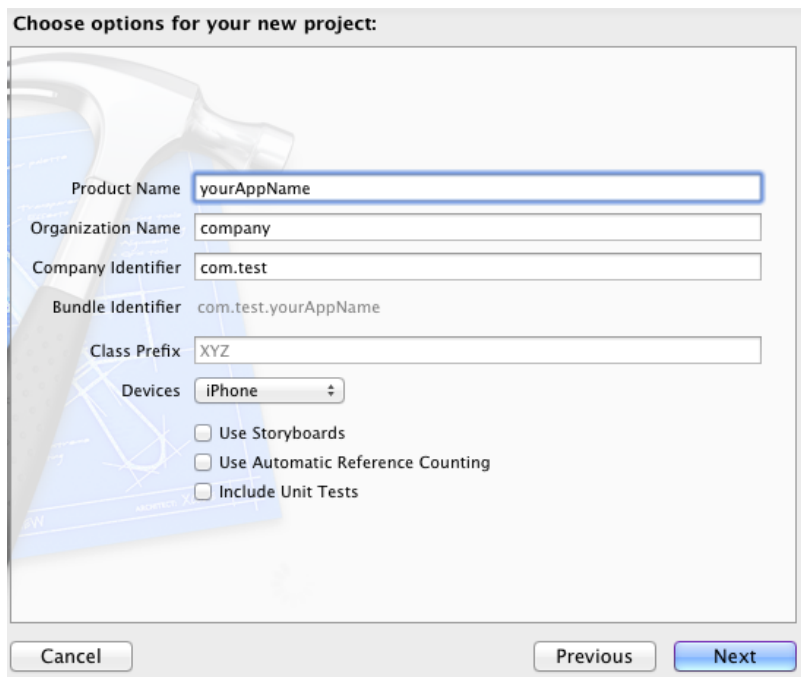 Choose options for your new project:
Product Name yourAppName
Organization Name company
Company Identifier com.test
Bundle Identifier com.test.yourAppName
Class Prefix XYZ
Devices iPhone
Use Storyboards
Use Automatic Reference Counting
Include Unit Tests
Cancel Previous Next